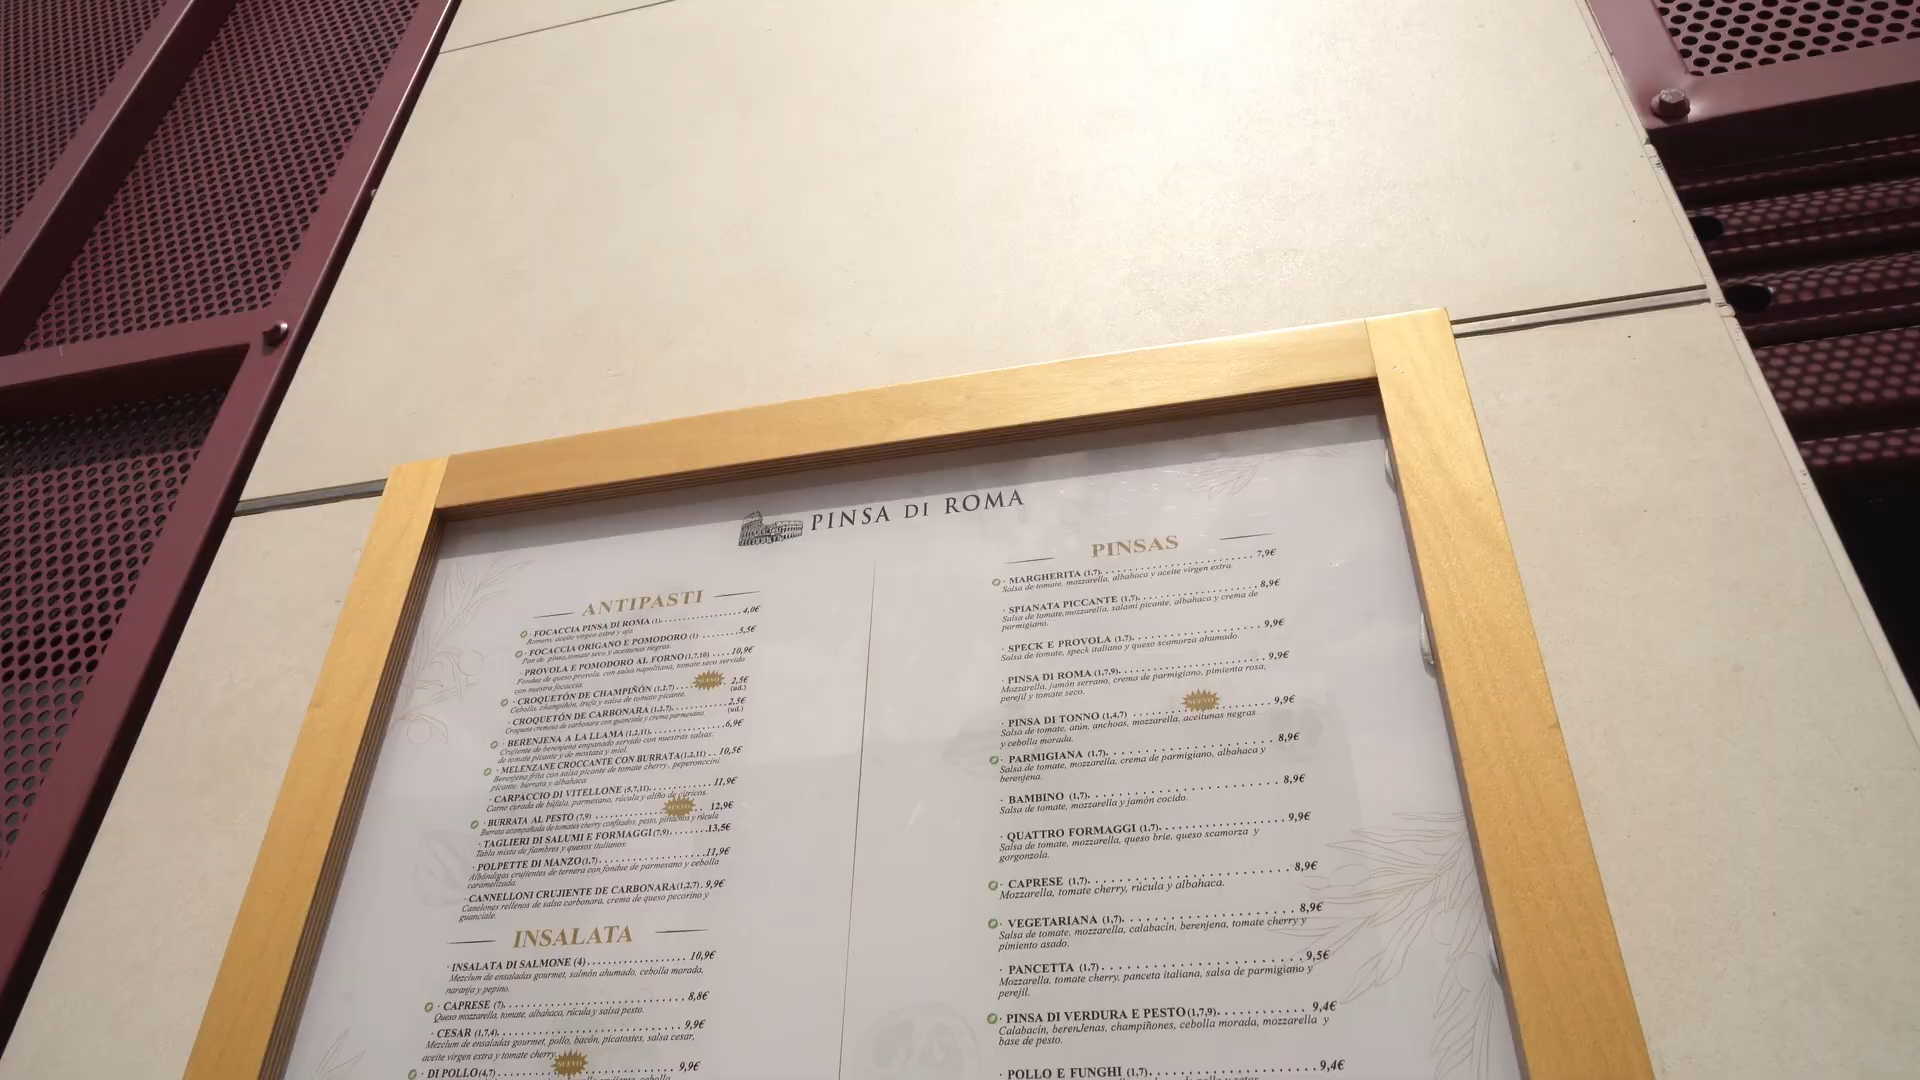 PINSA DI ROMA
ANTIPASTI
· FOCACCIA PINSA DI ROMA (1) 4,0€
Romero, aceite virgen extra y ajo.
· FOCACCIA ORIGANO E POMODORO (1) 5,5€
Pan de pinsa, tomate seco y aceitunas negras.
· PROVOLA E POMODORO AL FORNO (1,7,10) 10,9€
Fondue de queso provola, con salsa napolitana, tomate seco servido
con nuestra focaccia.
NUEVO
· CROQUETÓN DE CHAMPIÑÓN (1,2,7) 2,5€
Cebolla, champiñón, trufa y salsa de tomate picante. (ud.)
CROQUETÓN DE CARBONARA (1,2,7) 2,5€
Croqueta cremosa de carbonara con guanciale y crema parmesana. (ud.)
· BERENJENA A LA LLAMA (1,2,11) 6,9€
Crujiente de berenjena empanado servido con nuestras salsas:
de tomate picante y de mostaza y miel.
· MELENZANE CROCCANTE CON BURRATA (1,2,11) 10,5€
Berenjena frita con salsa picante de tomate cherry, peperonccini
picante, burrata y albahaca.
· CARPACCIO DI VITELLONE (5,7,11) 11,9€
Carne curada de búfala, parmesano, rúcula y aliño de cítricos.
NUEVO
· BURRATA AL PESTO (7,9) 12,9€
Burrata acompañada de tomates cherry confitados, pesto, pistachos y rúcula
· TAGLIERI DI SALUMI E FORMAGGI (7,9) 13,5€
Tabla mixta de fiambres y quesos italianos.
· POLPETTE DI MANZO (1,7) 11,9€
Albóndigas crujientes de ternera con fondue de parmesano y cebolla
caramelizada.
· CANNELLONI CRUJIENTE DE CARBONARA (1,2,7) 9,9€
Canelones rellenos de salsa carbonara, crema de queso pecorino y
guanciale.
INSALATA
· INSALATA DI SALMONE (4) 10,9€
Mezclum de ensaladas gourmet, salmón ahumado, cebolla morada,
naranja y pepino.
· CAPRESE (7) 8,8€
Queso mozzarella, tomate, albahaca, rúcula y salsa pesto.
· CESAR (1,7,4) 9,9€
Mezclum de ensaladas gourmet, pollo, bacón, picatostes, salsa cesar,
aceite virgen extra y tomate cherry.
NUEVO
· DI POLLO (4,7) 9,9€
PINSAS
· MARGHERITA (1,7) 7,9€
Salsa de tomate, mozzarella, albahaca y aceite virgen extra.
· SPIANATA PICCANTE (1,7) 8,9€
Salsa de tomate,mozzarella, salami picante, albahaca y crema de
parmigiano.
· SPECK E PROVOLA (1,7) 9,9€
Salsa de tomate, speck italiano y queso scamorza ahumado.
· PINSA DI ROMA (1,7,9) 9,9€
Mozzarella, jamón serrano, crema de parmigiano, pimienta rosa,
perejil y tomate seco.
NUEVO
· PINSA DI TONNO (1,4,7) 9,9€
Salsa de tomate, atún, anchoas, mozzarella, aceitunas negras
y cebolla morada.
· PARMIGIANA (1,7) 8,9€
Salsa de tomate, mozzarella, crema de parmigiano, albahaca y
berenjena.
· BAMBINO (1,7) 8,9€
Salsa de tomate, mozzarella y jamón cocido.
· QUATTRO FORMAGGI (1,7) 9,9€
Salsa de tomate, mozzarella, queso brie, queso scamorza y
gorgonzola.
· CAPRESE (1,7) 8,9€
Mozzarella, tomate cherry, rúcula y albahaca.
· VEGETARIANA (1,7) 8,9€
Salsa de tomate, mozzarella, calabacín, berenjena, tomate cherry y
pimiento asado.
· PANCETTA (1,7) 9,5€
Mozzarella, tomate cherry, panceta italiana, salsa de parmigiano y
perejil.
· PINSA DI VERDURA E PESTO (1,7,9) 9,4€
Calabacín, berenJenas, champiñones, cebolla morada, mozzarella y
base de pesto.
· POLLO E FUNGHI (1,7) 9,4€